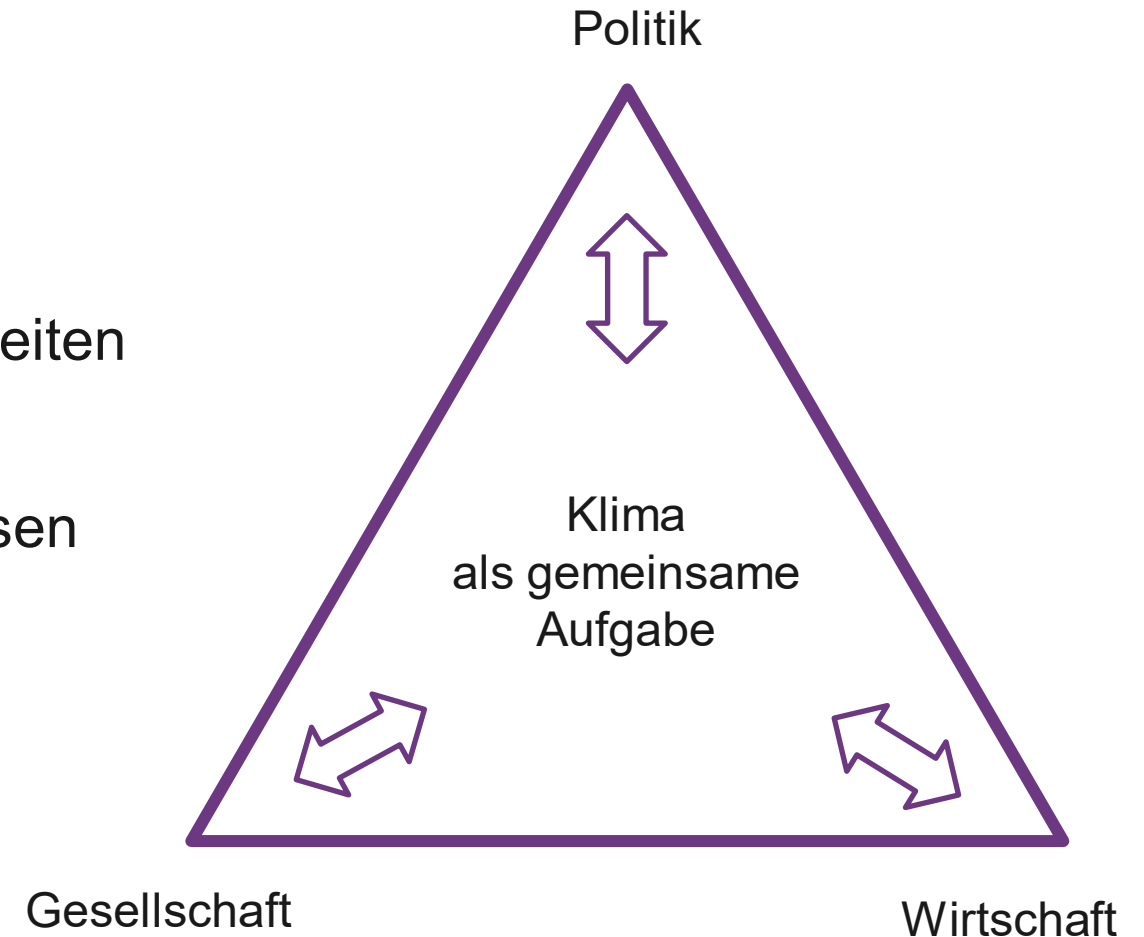 Politik
eiten
sen
Klima
als gemeinsame
Aufgabe
Gesellschaft
Wirtschaft